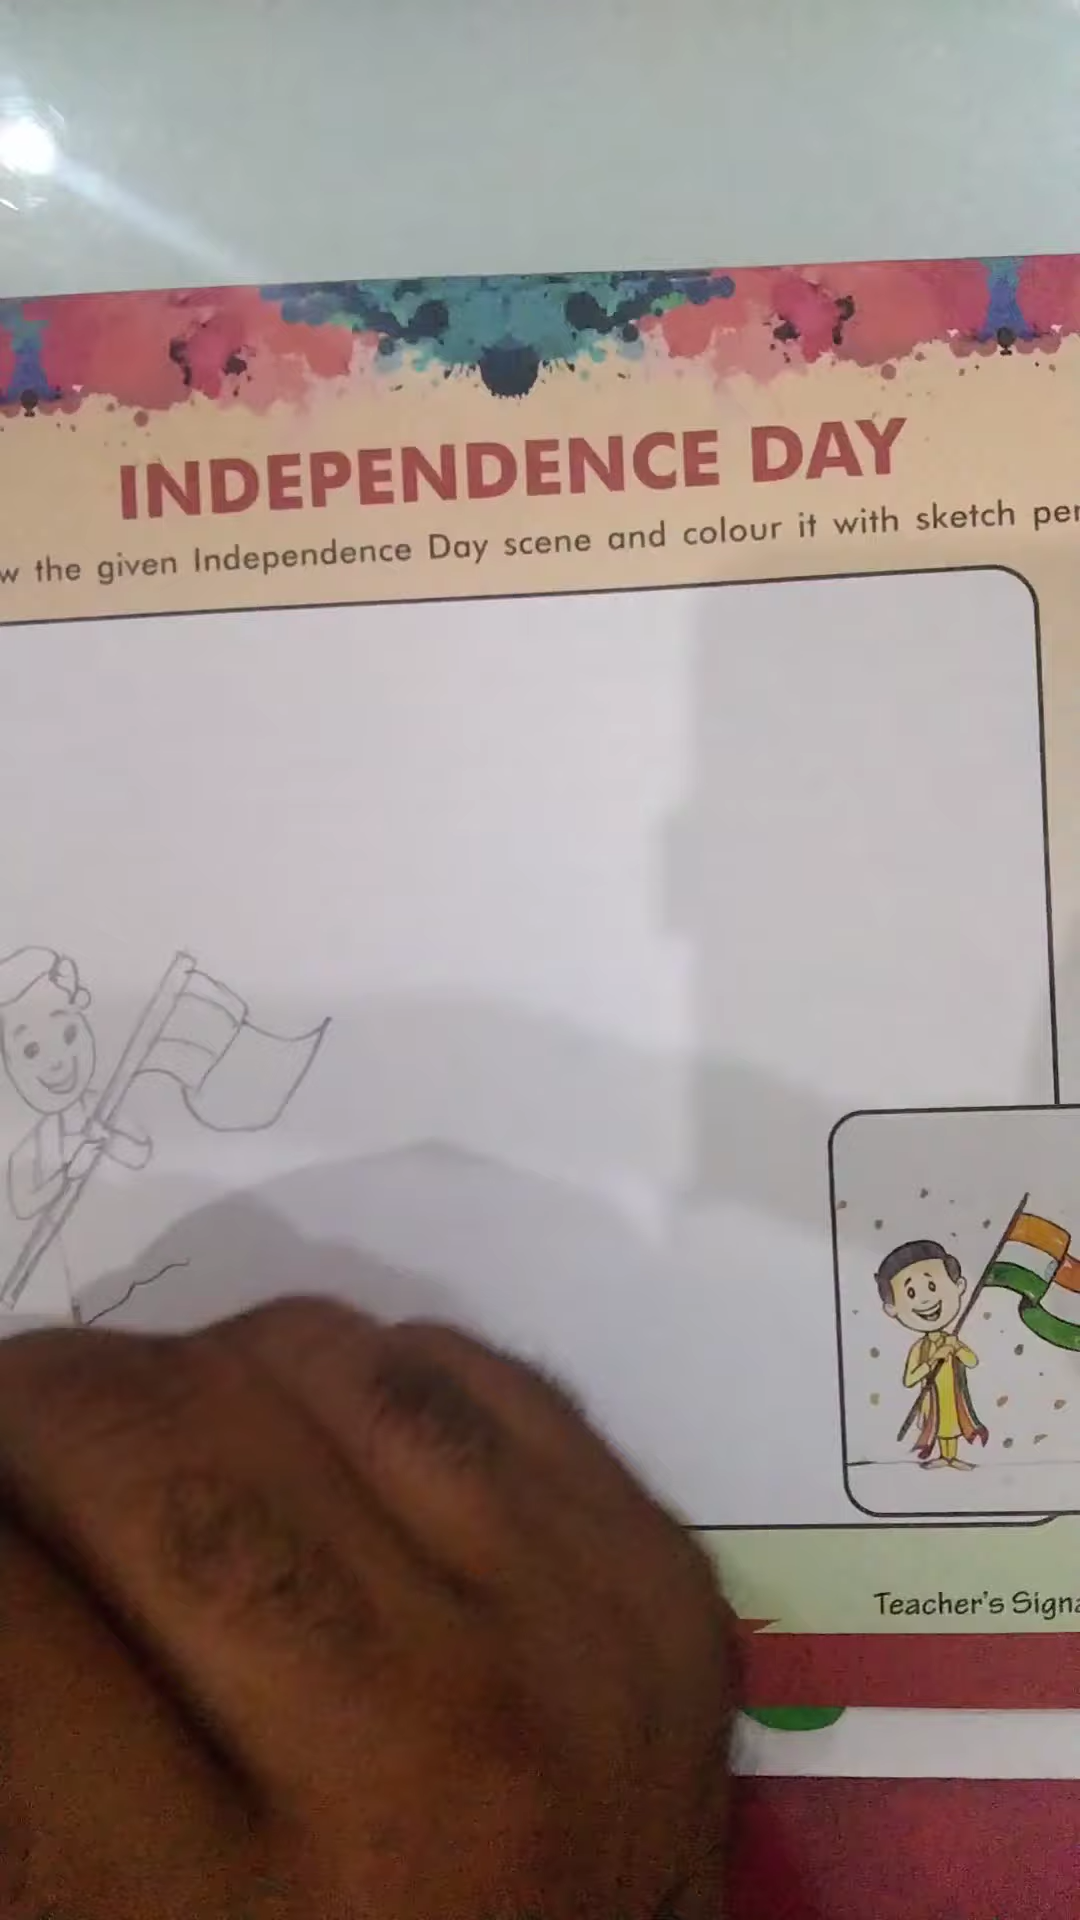 INDEPENDENCE DAY
the given Independence Day scene and colour it with sketch
Teacher's